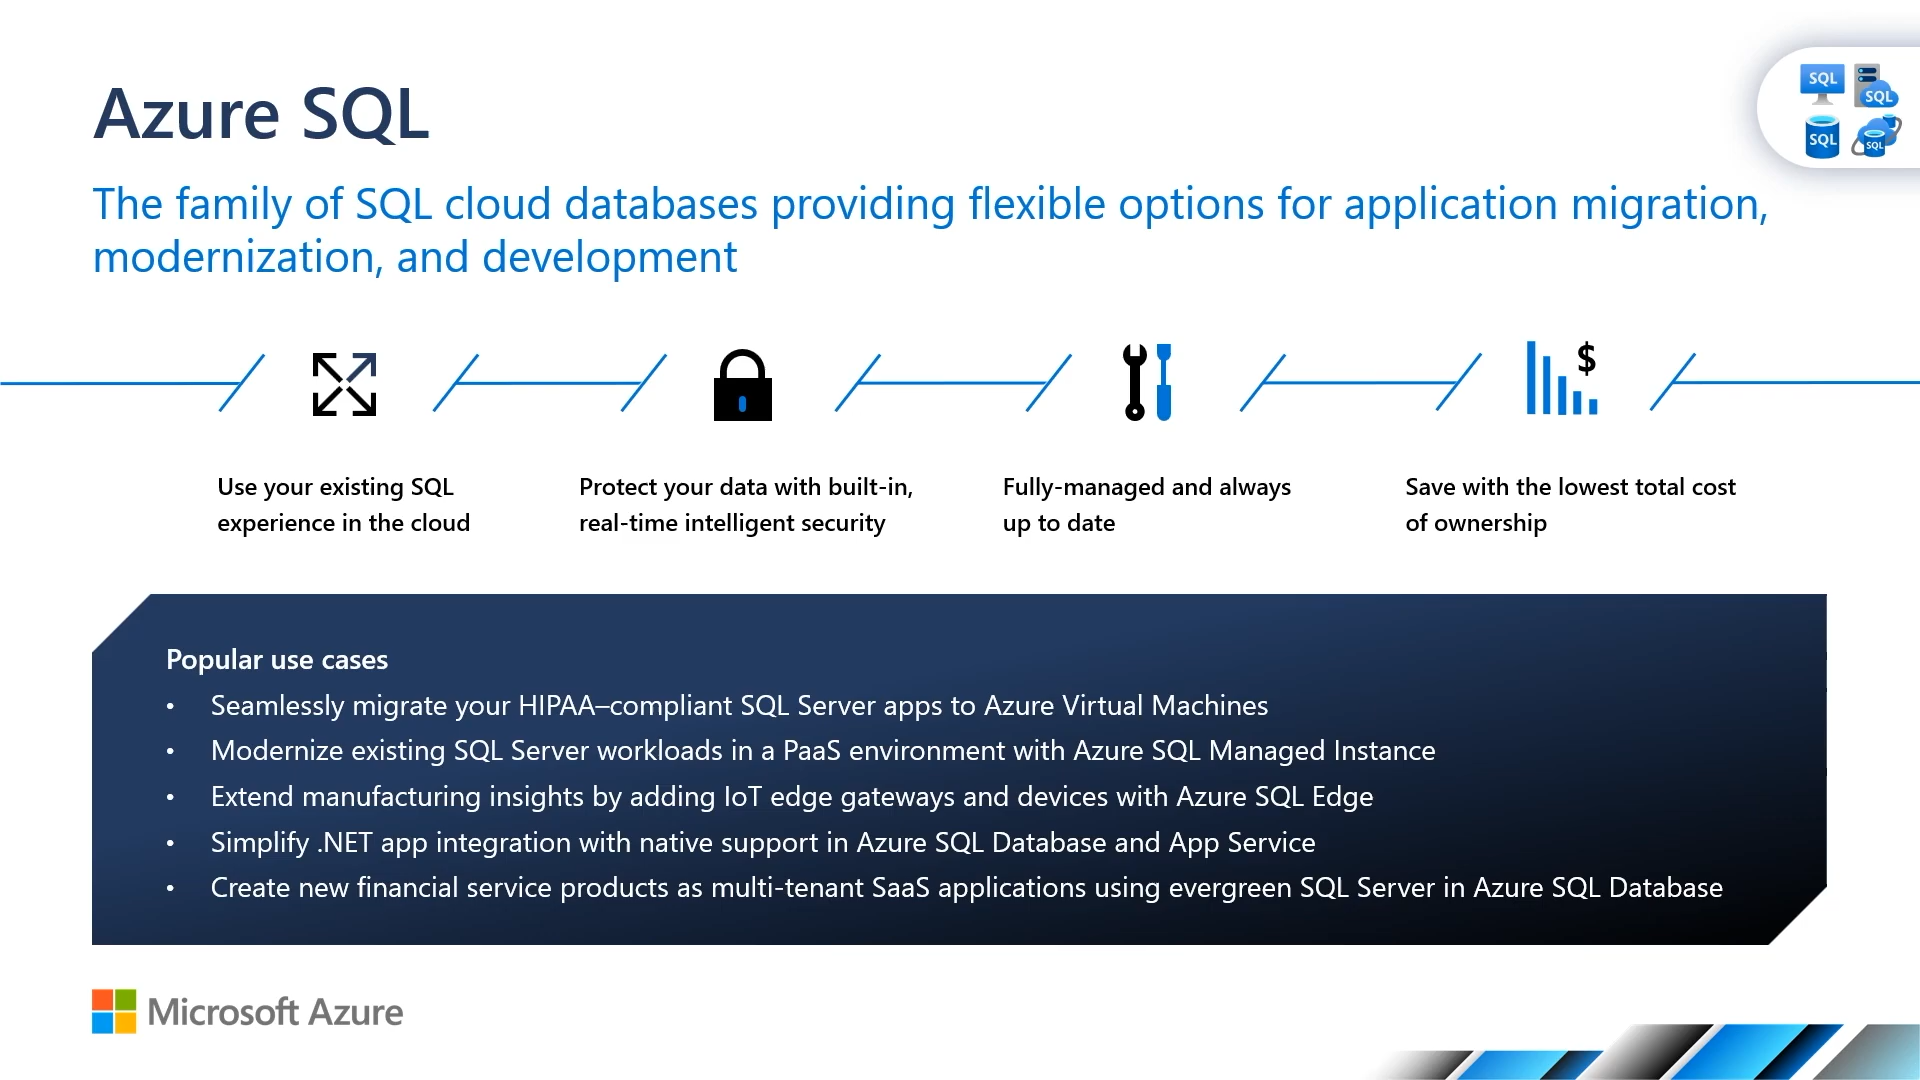 Azure SQL
SQL
SQL
SQL
SQL
The family of SQL cloud databases providing flexible options for application migration,
modernization, and development
$
Use your existing SQL
experience in the cloud
Protect your data with built-in,
real-time intelligent security
Fully-managed and always
up to date
Save with the lowest total cost
of ownership
Popular use cases
• Seamlessly migrate your HIPAA–compliant SQL Server apps to Azure Virtual Machines
• Modernize existing SQL Server workloads in a PaaS environment with Azure SQL Managed Instance
• Extend manufacturing insights by adding IoT edge gateways and devices with Azure SQL Edge
• Simplify .NET app integration with native support in Azure SQL Database and App Service
• Create new financial service products as multi-tenant SaaS applications using evergreen SQL Server in Azure SQL Database
Microsoft Azure